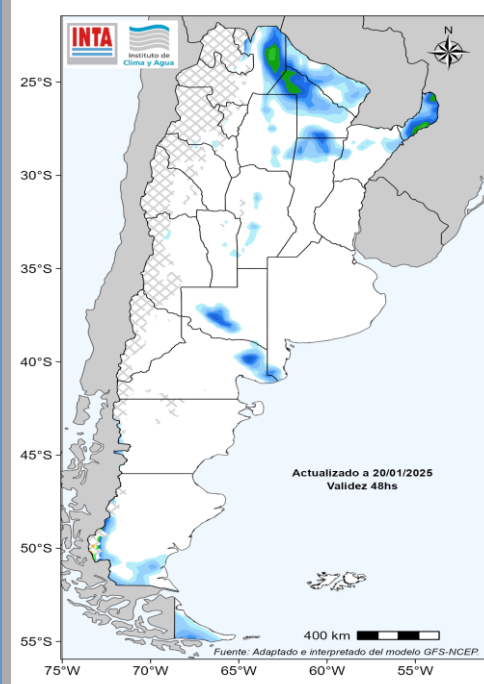 INTA
Instituto de
Clima y Agua
N
25°S
30°S
35°S
40°S
45°S
50°S
55°S
Actualizado a 20/01/2025
Validez 48hs
400 km
Fuente: Adaptado e interpretado del modelo GFS-NCEP.
75°W
70°W
65°W
60°W
55°W